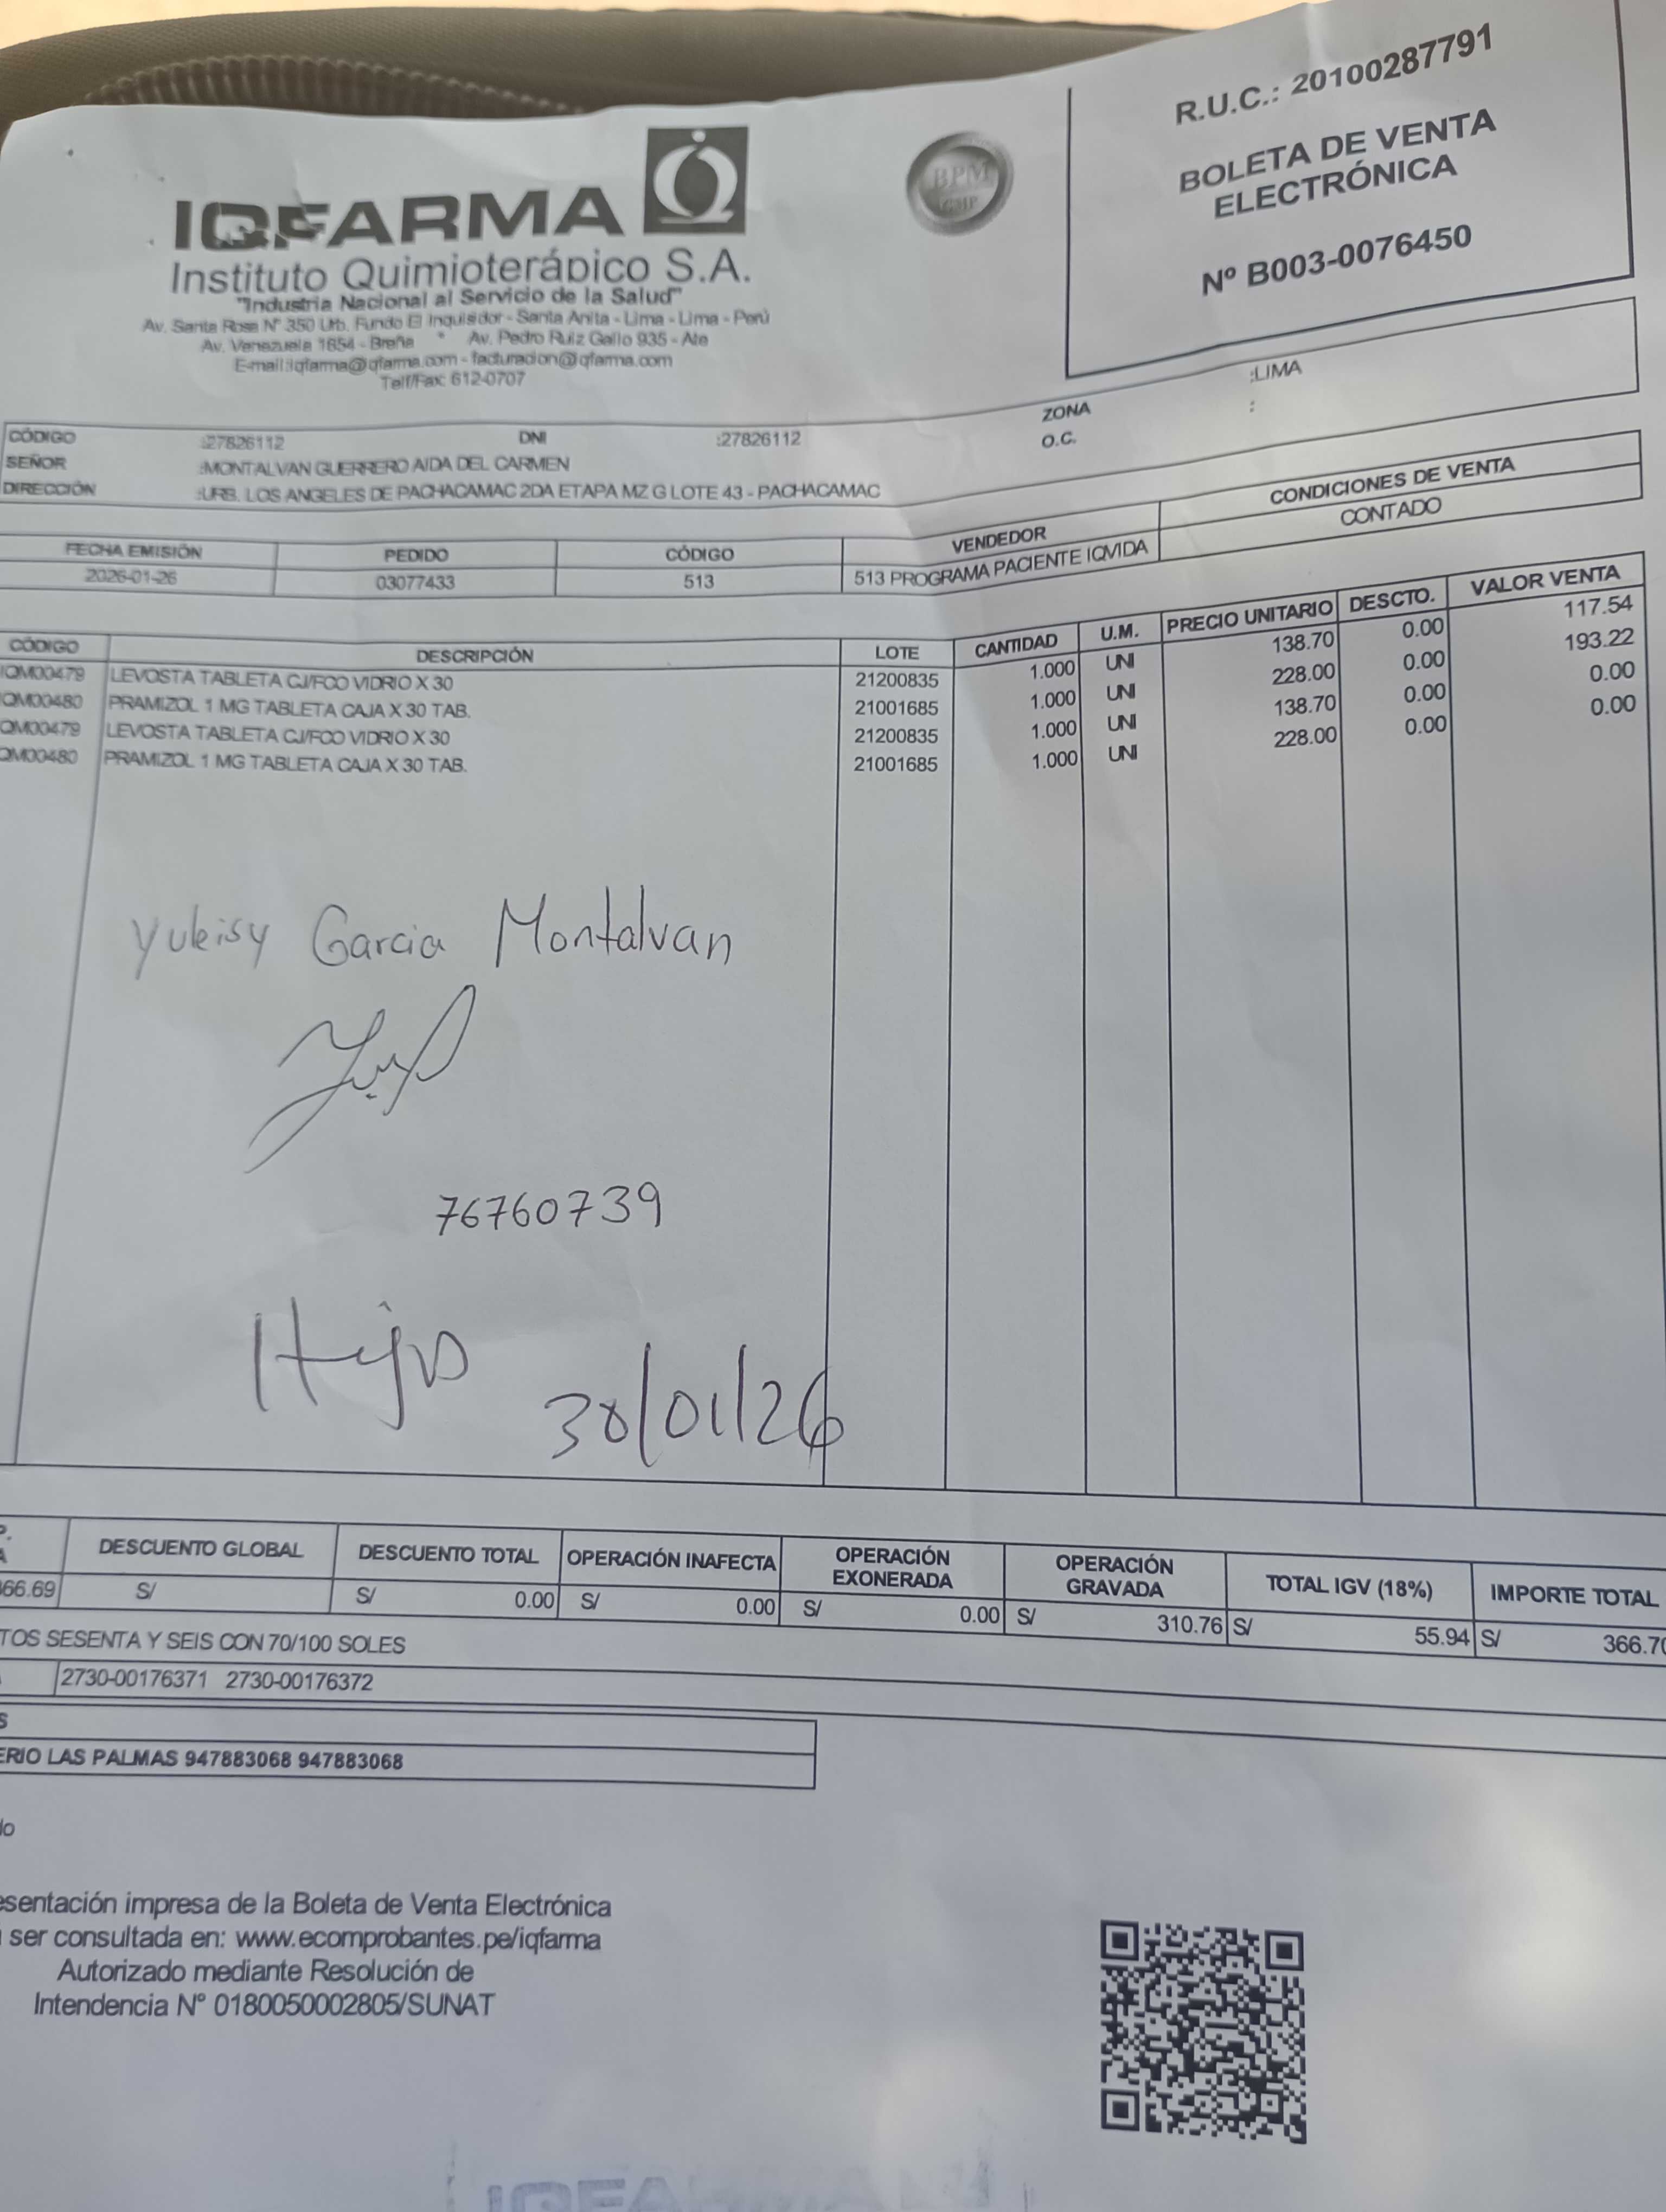 R.U.C.: 20100287791
BOLETA DE VENTA
ELECTRÓNICA
Nº B003-0076450
BPM
GMP
IQFARMA
Instituto Quimioterápico S.A.
"Industria Nacional al Servicio de la Salud"
Av. Santa Rosa N° 350 Urb. Fundo El Inquisidor - Santa Anita - Lima - Lima - Perú
Av. Venezuela 1654 - Breña * Av. Pedro Ruiz Gallo 935 - Ate
E-mail:iqfarma@qfarma.com - facturacion@iqfarma.com
Telf/Fax: 612-0707
CÓDIGO :27826112 DNI :27826112 ZONA :LIMA
SEÑOR :MONTALVAN GUERRERO AIDA DEL CARMEN O.C. :
DIRECCIÓN :URB. LOS ANGELES DE PACHACAMAC 2DA ETAPA MZ G LOTE 43 - PACHACAMAC
FECHA EMISIÓN PEDIDO CÓDIGO VENDEDOR CONDICIONES DE VENTA
2026-01-26 03077433 513 513 PROGRAMA PACIENTE IQVIDA CONTADO
CÓDIGO DESCRIPCIÓN LOTE CANTIDAD U.M. PRECIO UNITARIO DESCTO. VALOR VENTA
IQM00479 LEVOSTA TABLETA CJ/FCO VIDRIO X 30 21200835 1.000 UNI 138.70 0.00 117.54
QM00480 PRAMIZOL 1 MG TABLETA CAJA X 30 TAB. 21001685 1.000 UNI 228.00 0.00 193.22
QM00479 LEVOSTA TABLETA CJ/FCO VIDRIO X 30 21200835 1.000 UNI 138.70 0.00 0.00
QM00480 PRAMIZOL 1 MG TABLETA CAJA X 30 TAB. 21001685 1.000 UNI 228.00 0.00 0.00
Yuleisy Garcia Montalvan
76760739
Hijo
30/01/26
P. DESCUENTO GLOBAL DESCUENTO TOTAL OPERACIÓN INAFECTA OPERACIÓN EXONERADA OPERACIÓN GRAVADA TOTAL IGV (18%) IMPORTE TOTAL
66.69 S/ S/ 0.00 S/ 0.00 S/ 0.00 S/ 310.76 S/ 55.94 S/ 366.70
TOS SESENTA Y SEIS CON 70/100 SOLES
2730-00176371 2730-00176372
S
ERIO LAS PALMAS 947883068 947883068
do
esentación impresa de la Boleta de Venta Electrónica
ser consultada en: www.ecomprobantes.pe/iqfarma
Autorizado mediante Resolución de
Intendencia Nº 0180050002805/SUNAT